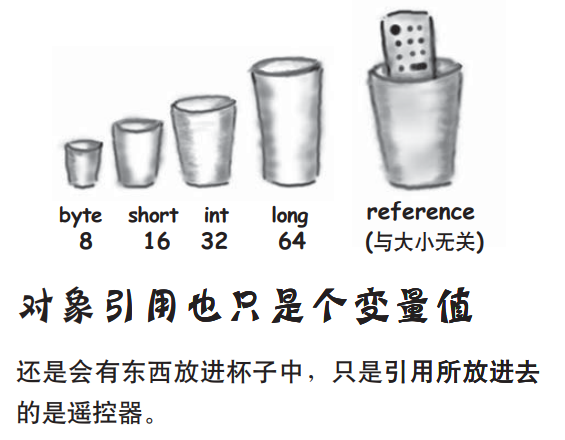 byte short int long reference
8 16 32 64 (与大小无关)
对象引用也只是个变量值
还是会有东西放进杯子中，只是引用所放进去
的是遥控器。